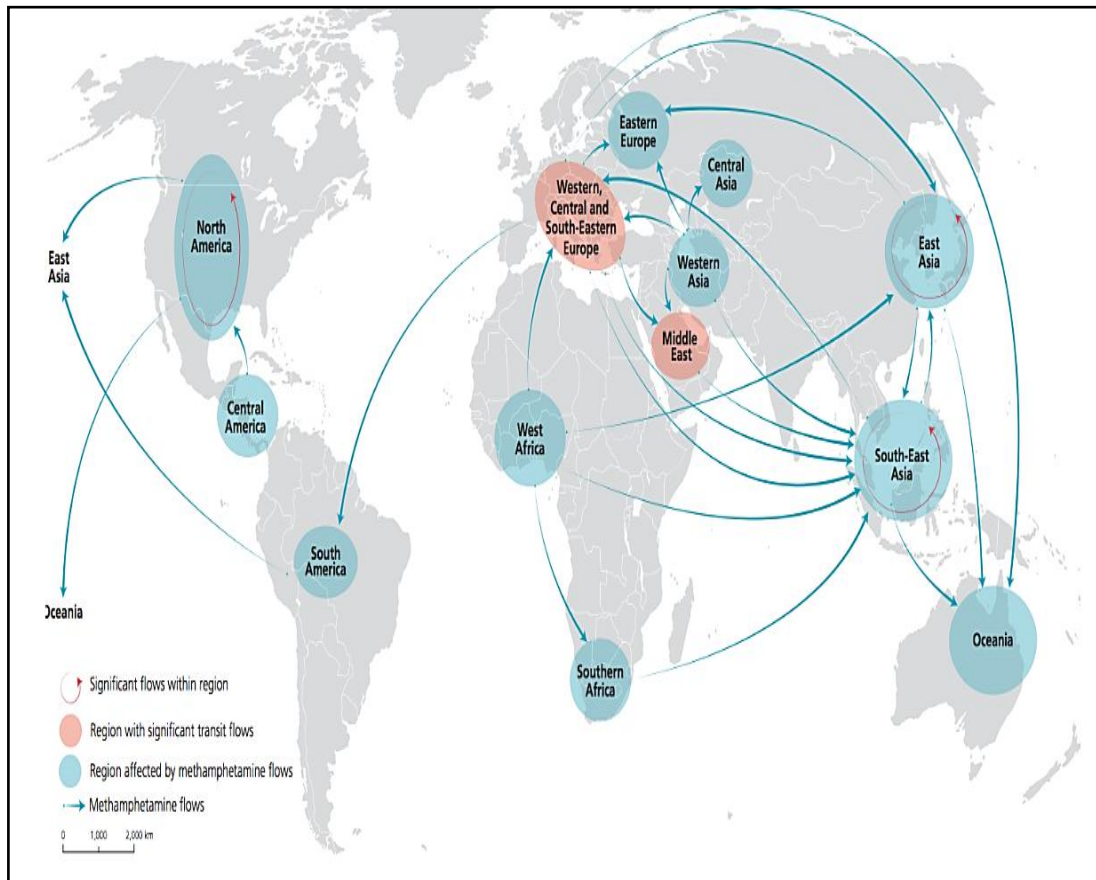 Eastern
Europe
Central
Asia
Western,
Central and
South-Eastern
Europe
North
America
East
Asia
East
Asia
Western
Asia
Middle
East
Central
America
West
Africa
South-East
Asia
South
America
Oceania
Oceania
Southern
Africa
Significant flows within region
Region with significant transit flows
Region affected by methamphetamine flows
Methamphetamine flows
0 1,000 2,000 km